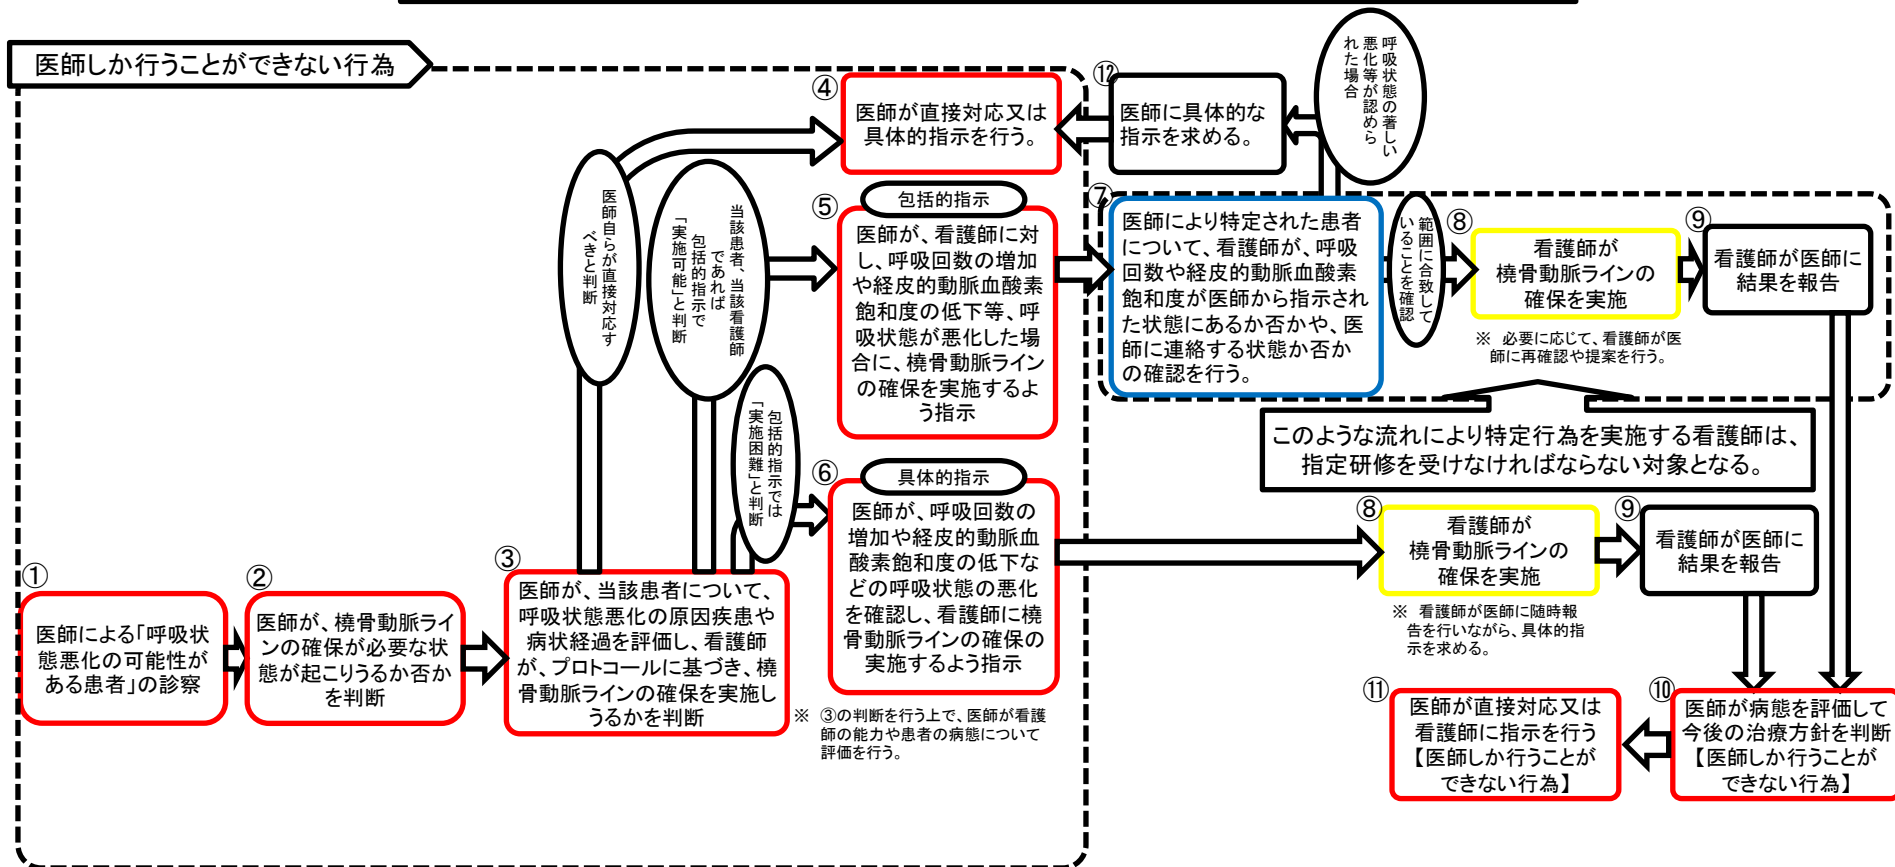 医師しか行うことができない行為
①
医師による「呼吸状
態悪化の可能性が
ある患者」の診察
②
医師が、橈骨動脈ライ
ンの確保が必要な状
態が起こりうるか否か
を判断
③
医師が、当該患者について、
呼吸状態悪化の原因疾患や
病状経過を評価し、看護師
が、プロトコールに基づき、橈
骨動脈ラインの確保を実施し
うるかを判断
※ ③の判断を行う上で、医師が看護
師の能力や患者の病態について
評価を行う。
医師自らが直接対応す
べきと判断
当該患者、当該看護師
であれば
包括的指示で
「実施可能」と判断
包括的指示では
「実施困難」と判断
④
医師が直接対応又は
具体的指示を行う。
⑤
包括的指示
医師が、看護師に対
し、呼吸回数の増加
や経皮的動脈血酸素
飽和度の低下等、呼
吸状態が悪化した場
合に、橈骨動脈ライン
の確保を実施するよ
う指示
⑥
具体的指示
医師が、呼吸回数の
増加や経皮的動脈血
酸素飽和度の低下な
どの呼吸状態の悪化
を確認し、看護師に橈
骨動脈ラインの確保の
実施するよう指示
⑫
医師に具体的な
指示を求める。
呼吸状態の著しい
悪化等が認めら
れた場合
⑦
医師により特定された患者
について、看護師が、呼吸
回数や経皮的動脈血酸素
飽和度が医師から指示され
た状態にあるか否かや、医
師に連絡する状態か否か
の確認を行う。
範囲に合致して
いることを確認
⑧
看護師が
橈骨動脈ラインの
確保を実施
※ 必要に応じて、看護師が医
師に再確認や提案を行う。
⑨
看護師が医師に
結果を報告
このような流れにより特定行為を実施する看護師は、
指定研修を受けなければならない対象となる。
⑧
看護師が
橈骨動脈ラインの
確保を実施
※ 看護師が医師に随時報
告を行いながら、具体的指
示を求める。
⑨
看護師が医師に
結果を報告
⑩
医師が病態を評価して
今後の治療方針を判断
【医師しか行うことが
できない行為】
⑪
医師が直接対応又は
看護師に指示を行う
【医師しか行うことが
できない行為】